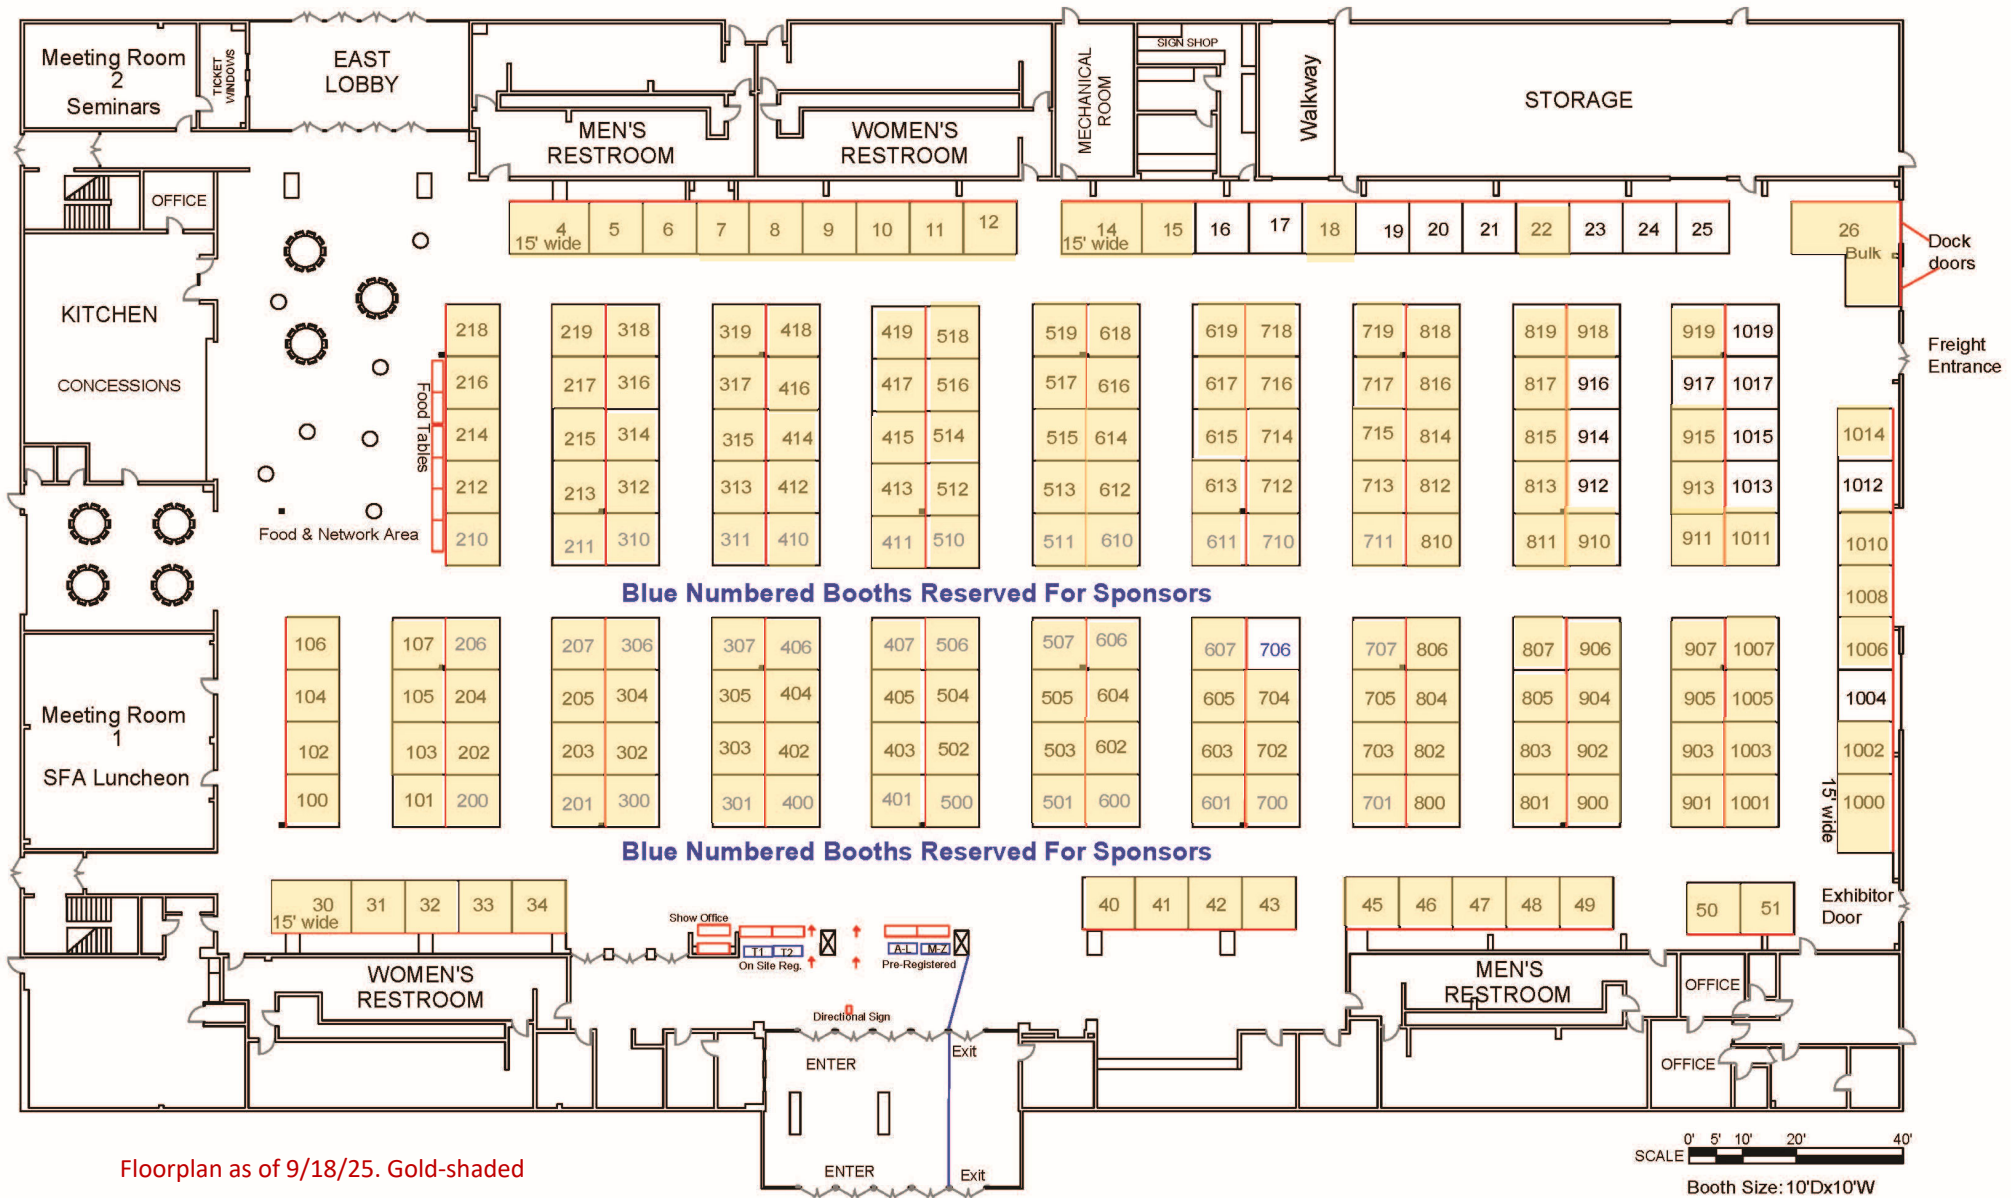 Meeting Room
2
Seminars
TICKET
WINDOWS
EAST
LOBBY
MEN'S
RESTROOM
WOMEN'S
RESTROOM
MECHANICAL
ROOM
SIGN SHOP
Walkway
STORAGE
OFFICE
4 5 6 7 8 9 10 11 12
15' wide
14 15 16 17 18 19 20 21 22 23 24 25
15' wide
26
Bulk
Dock
doors
KITCHEN
CONCESSIONS
Food Tables
Freight
Entrance
218 219 318 319 418 419 518 519 618 619 718 719 818 819 918 919 1019
216 217 316 317 416 417 516 517 616 617 716 717 816 817 916 917 1017
214 215 314 315 414 415 514 515 614 615 714 715 814 815 914 915 1015 1014
212 213 312 313 412 413 512 513 612 613 712 713 812 813 912 913 1013 1012
210 211 310 311 410 411 510 511 610 611 710 711 810 811 910 911 1011 1010
Food & Network Area
Blue Numbered Booths Reserved For Sponsors
1008
106 107 206 207 306 307 406 407 506 507 606 607 706 707 806 807 906 907 1007 1006
104 105 204 205 304 305 404 405 504 505 604 605 704 705 804 805 904 905 1005 1004
102 103 202 203 302 303 402 403 502 503 602 603 702 703 802 803 902 903 1003 1002
100 101 200 201 300 301 400 401 500 501 600 601 700 701 800 801 900 901 1001 1000
15' wide
Meeting Room
1
SFA Luncheon
Blue Numbered Booths Reserved For Sponsors
30 31 32 33 34
15' wide
40 41 42 43
45 46 47 48 49
50 51
Exhibitor
Door
Show Office
T1 T2
On Site Reg.
A-L M-Z
Pre-Registered
Directional Sign
WOMEN'S
RESTROOM
MEN'S
RESTROOM
OFFICE
OFFICE
ENTER
Exit
ENTER
Exit
Floorplan as of 9/18/25. Gold-shaded
0' 5' 10' 20' 40'
SCALE
Booth Size: 10'Dx10'W